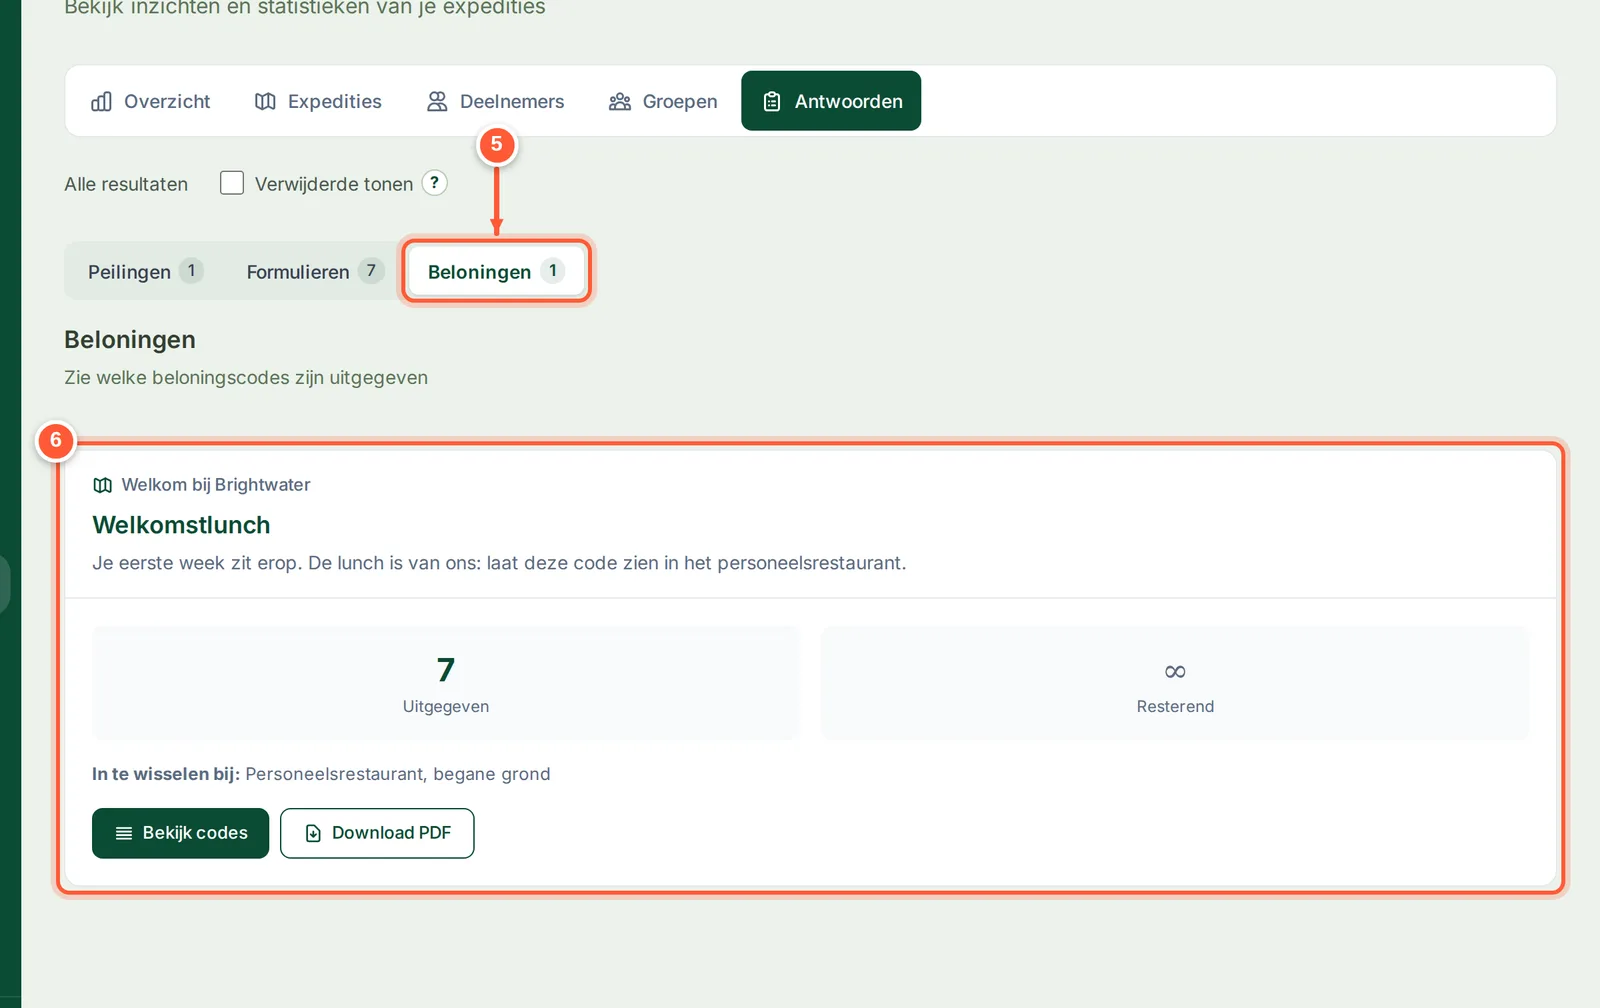 Bekijk inzichten en statistieken van je expedities
Overzicht
Expedities
Deelnemers
Groepen
Antwoorden
5
Alle resultaten
Verwijderde tonen
?
Peilingen 1
Formulieren 7
Beloningen 1
Beloningen
Zie welke beloningscodes zijn uitgegeven
6
Welkom bij Brightwater
Welkomstlunch
Je eerste week zit erop. De lunch is van ons: laat deze code zien in het personeelsrestaurant.
7
Uitgegeven
∞
Resterend
In te wisselen bij: Personeelsrestaurant, begane grond
Bekijk codes
Download PDF